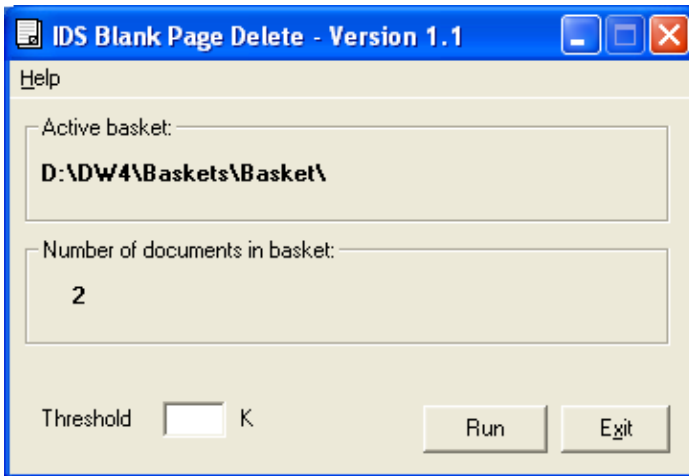 IDS Blank Page Delete - Version 1.1
Help
Active basket:
D:\DW4\Baskets\Basket\
Number of documents in basket:
2
Threshold K Run Exit